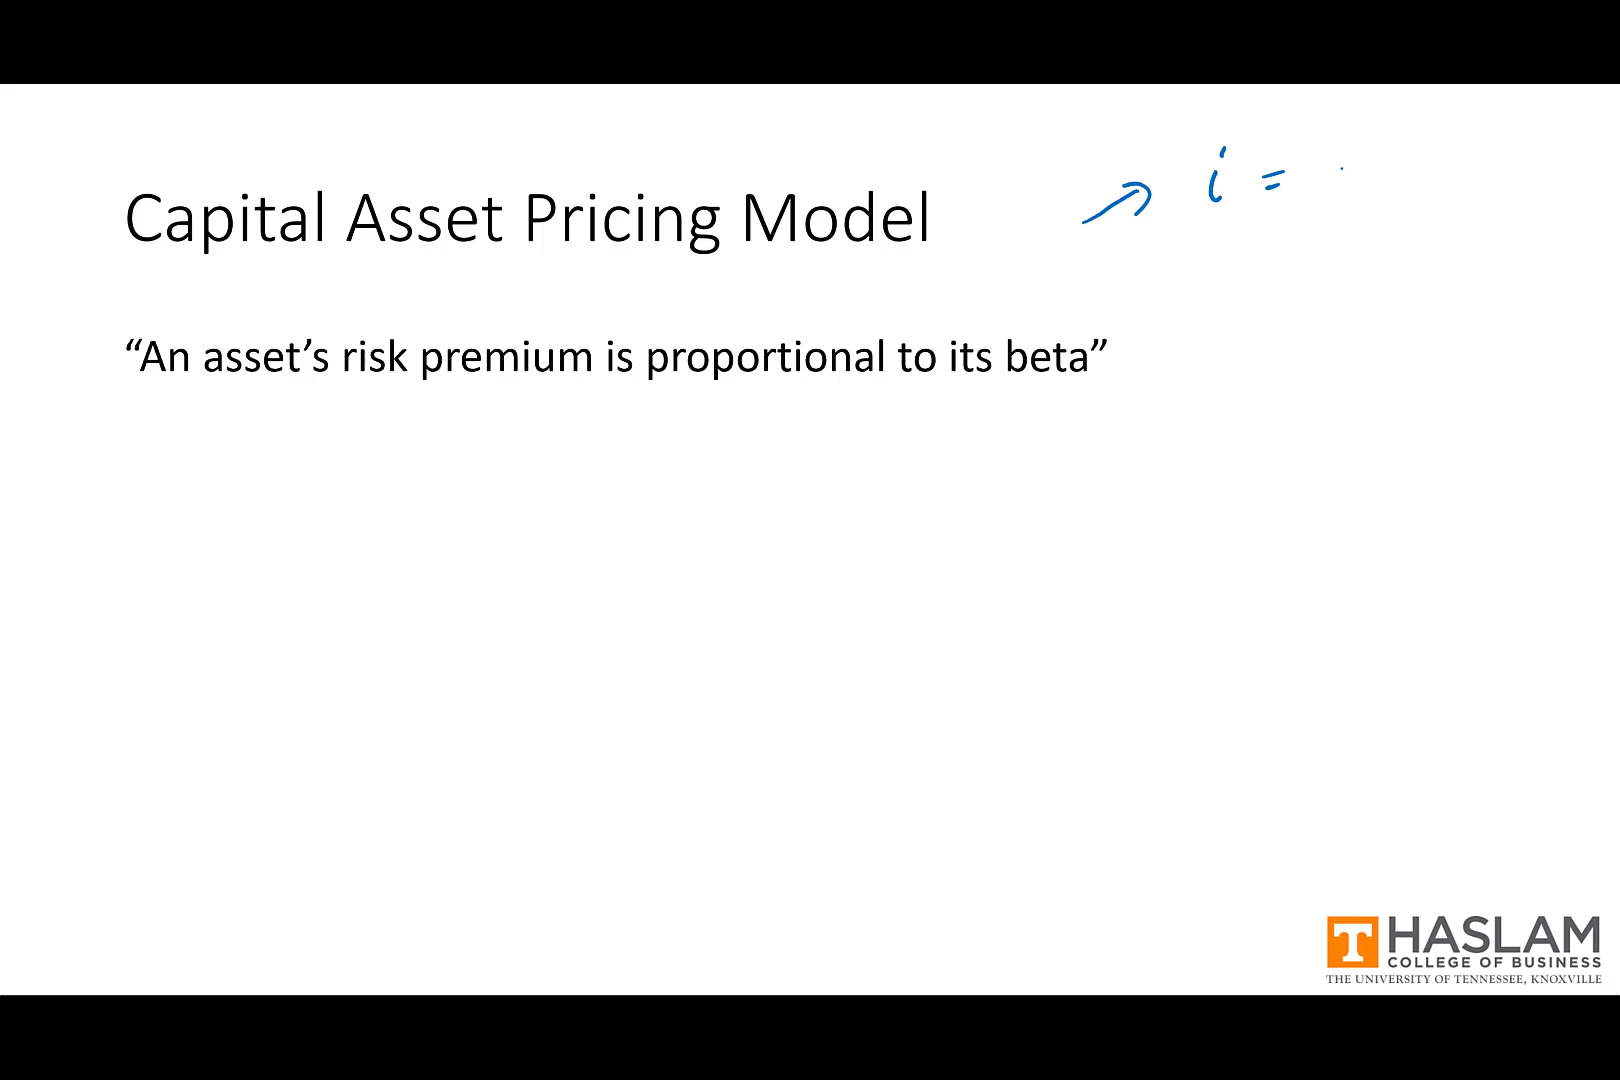 Capital Asset Pricing Model
i =
“An asset’s risk premium is proportional to its beta”
T HASLAM
COLLEGE OF BUSINESS
THE UNIVERSITY OF TENNESSEE, KNOXVILLE